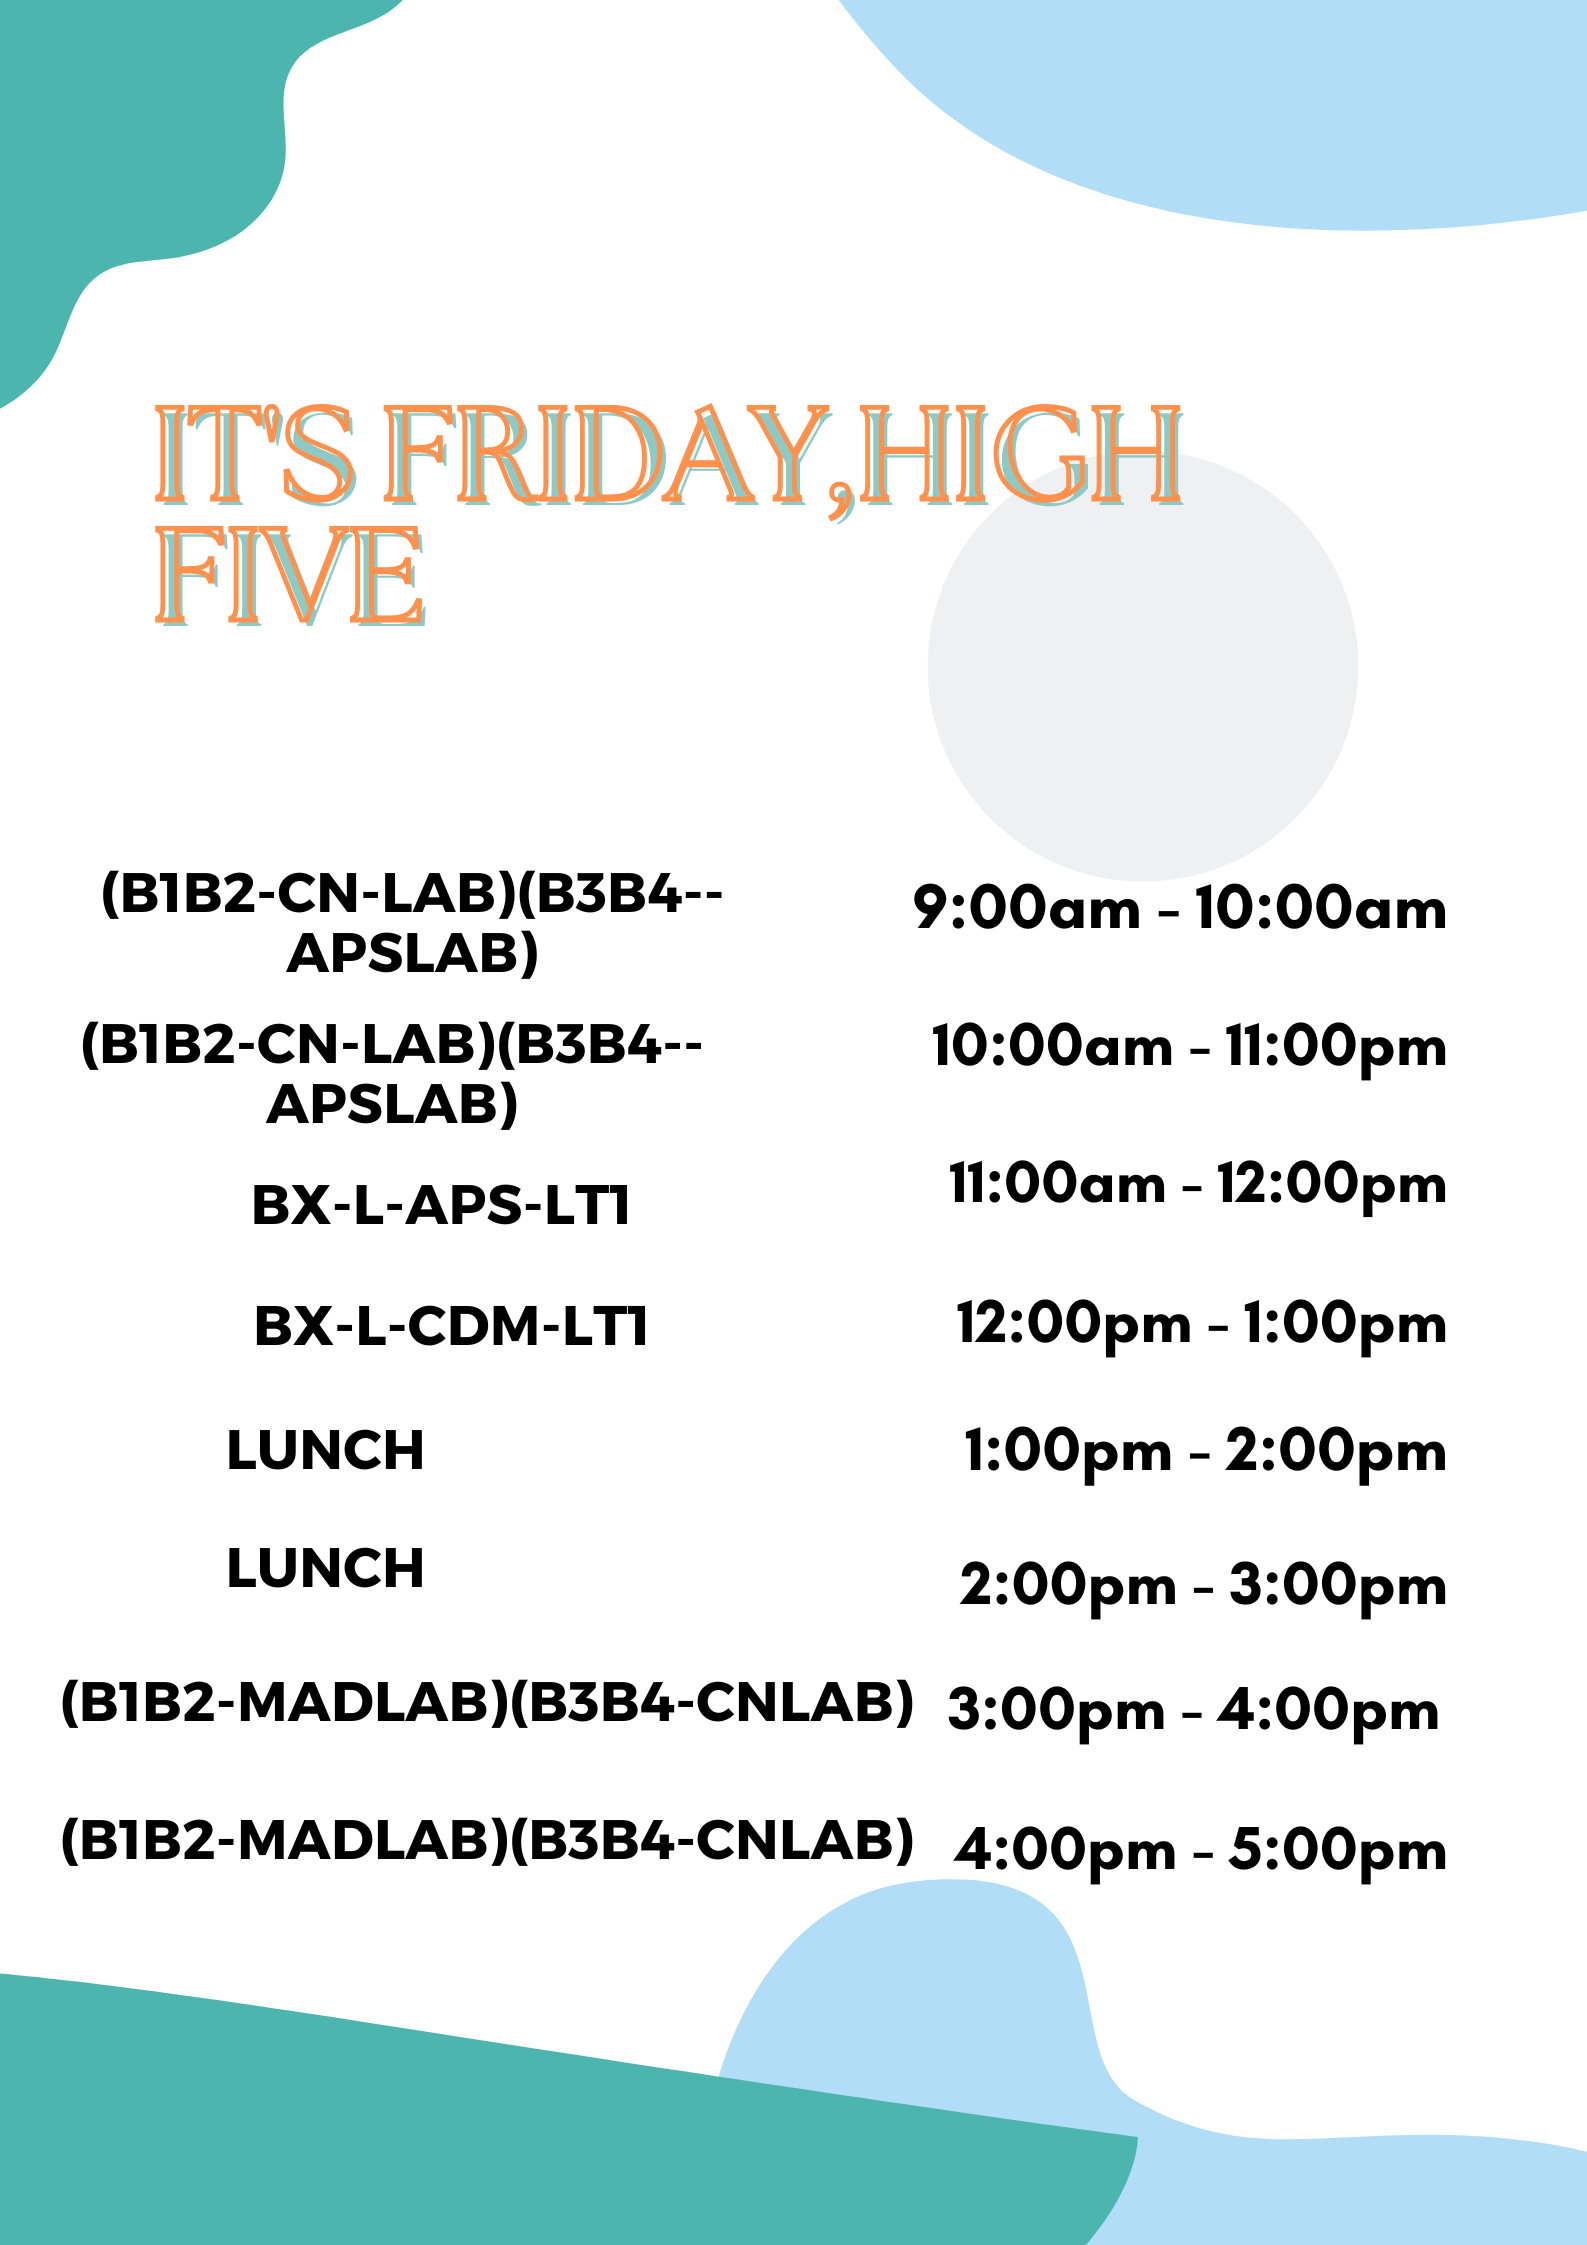 IT'S FRIDAY,HIGH
FIVE
(B1B2-CN-LAB)(B3B4--
APSLAB)
9:00am - 10:00am
(B1B2-CN-LAB)(B3B4--
APSLAB)
10:00am - 11:00pm
BX-L-APS-LT1
11:00am - 12:00pm
BX-L-CDM-LT1
12:00pm - 1:00pm
LUNCH
1:00pm - 2:00pm
LUNCH
2:00pm - 3:00pm
(B1B2-MADLAB)(B3B4-CNLAB)
3:00pm - 4:00pm
(B1B2-MADLAB)(B3B4-CNLAB)
4:00pm - 5:00pm